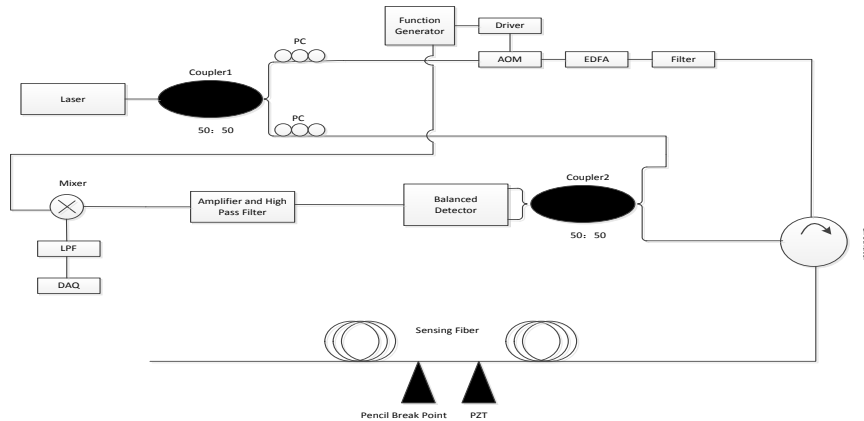 Function
Generator
Driver
PC
AOM
EDFA
Filter
Coupler1
Laser
50：50
PC
Mixer
Amplifier and High
Pass Filter
Balanced
Detector
Coupler2
50：50
LPF
DAQ
Sensing Fiber
Pencil Break Point
PZT